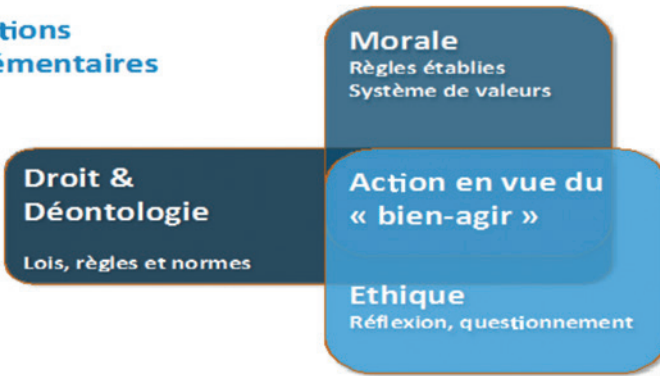 tions
émentaires
Morale
Règles établies
Système de valeurs
Droit &
Déontologie
Lois, règles et normes
Action en vue du
« bien-agir »
Ethique
Réflexion, questionnement